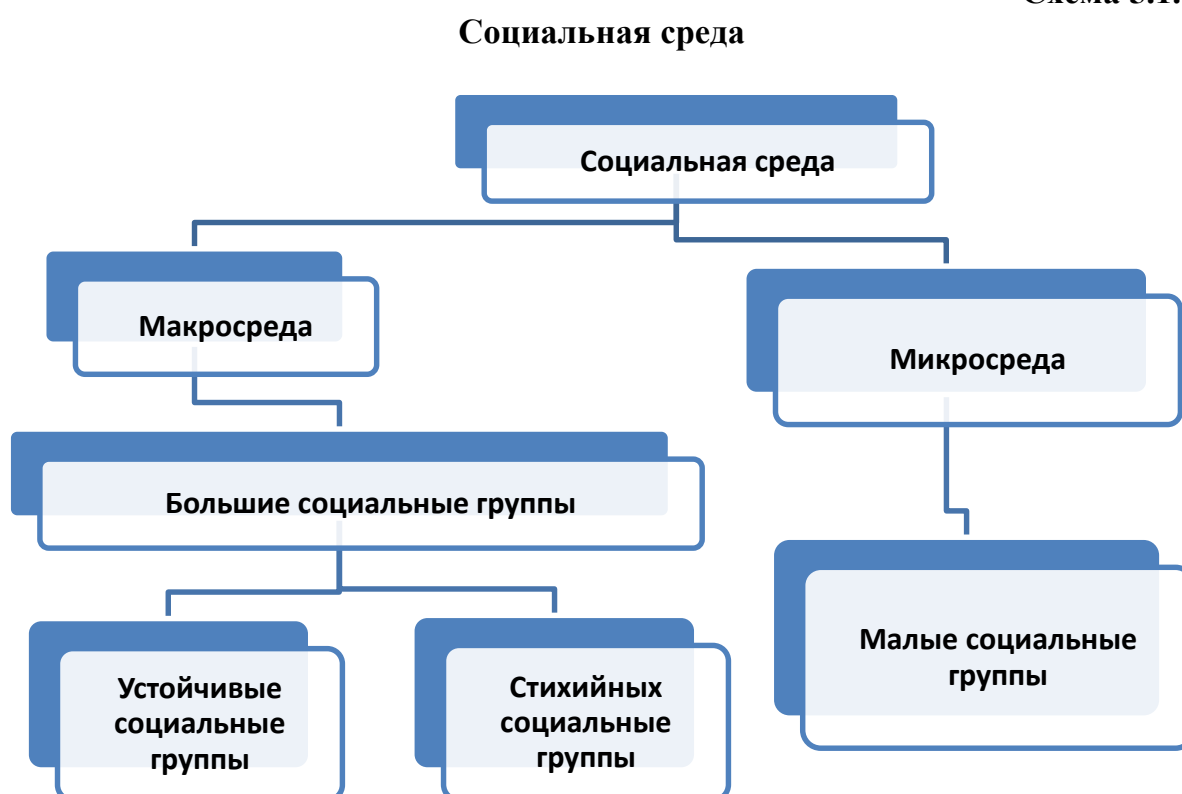 Социальная среда
Социальная среда
Макросреда
Микросреда
Большие социальные группы
Малые социальные
группы
Устойчивые
социальные
группы
Стихийных
социальные
группы